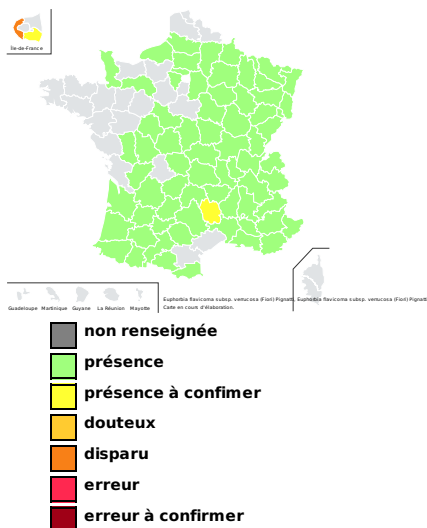 Île-de-France
Guadeloupe Martinique Guyane La Réunion Mayotte
Euphorbia flavicoma subsp. verrucosa (Fiori) Pignatti, Euphorbia flavicoma subsp. verrucosa (Fiori) Pignatti
Carte en cours d'élaboration.
non renseignée
présence
présence à confimer
douteux
disparu
erreur
erreur à confirmer